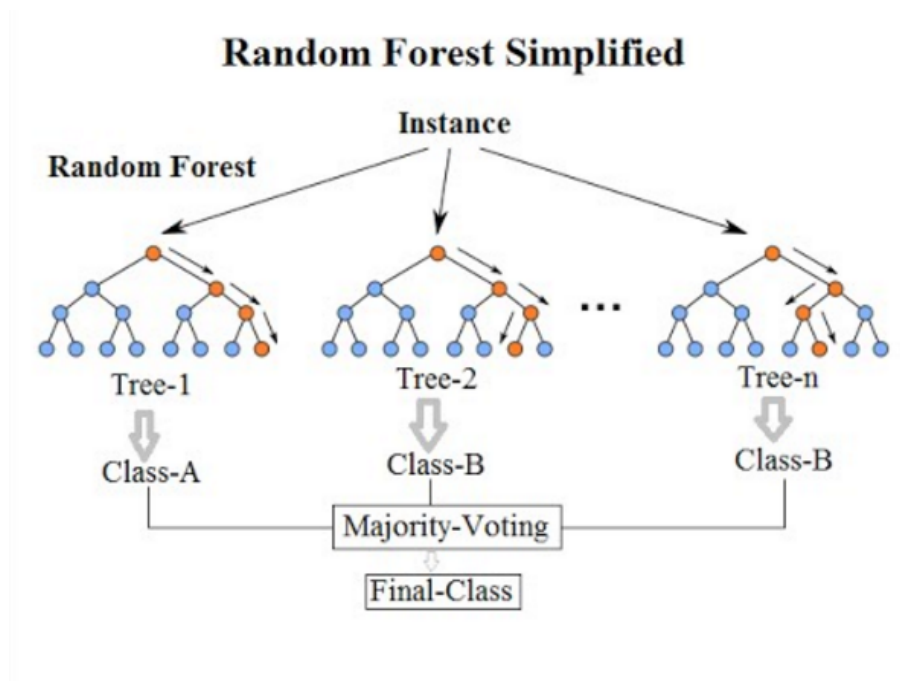 Random Forest Simplified
Instance
Random Forest
...
Tree-1
Tree-2
Tree-n
Class-A
Class-B
Class-B
Majority-Voting
Final-Class